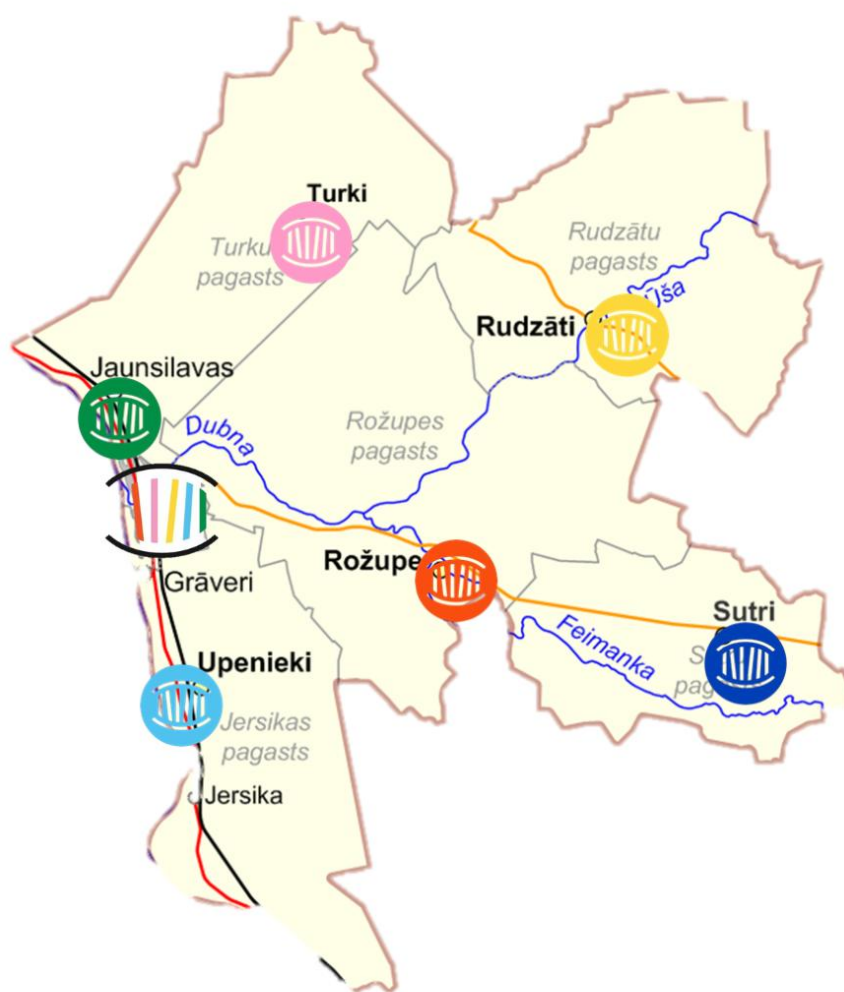 Turki
Turku
pagasts
Rudzātu
pagasts
Ūša
Rudzāti
Jaunsilavas
Dubna
Rožupes
pagasts
Rožupe
Grāveri
Sutri
Feimanka
Upenieki
Jersikas
pagasts
Jersika